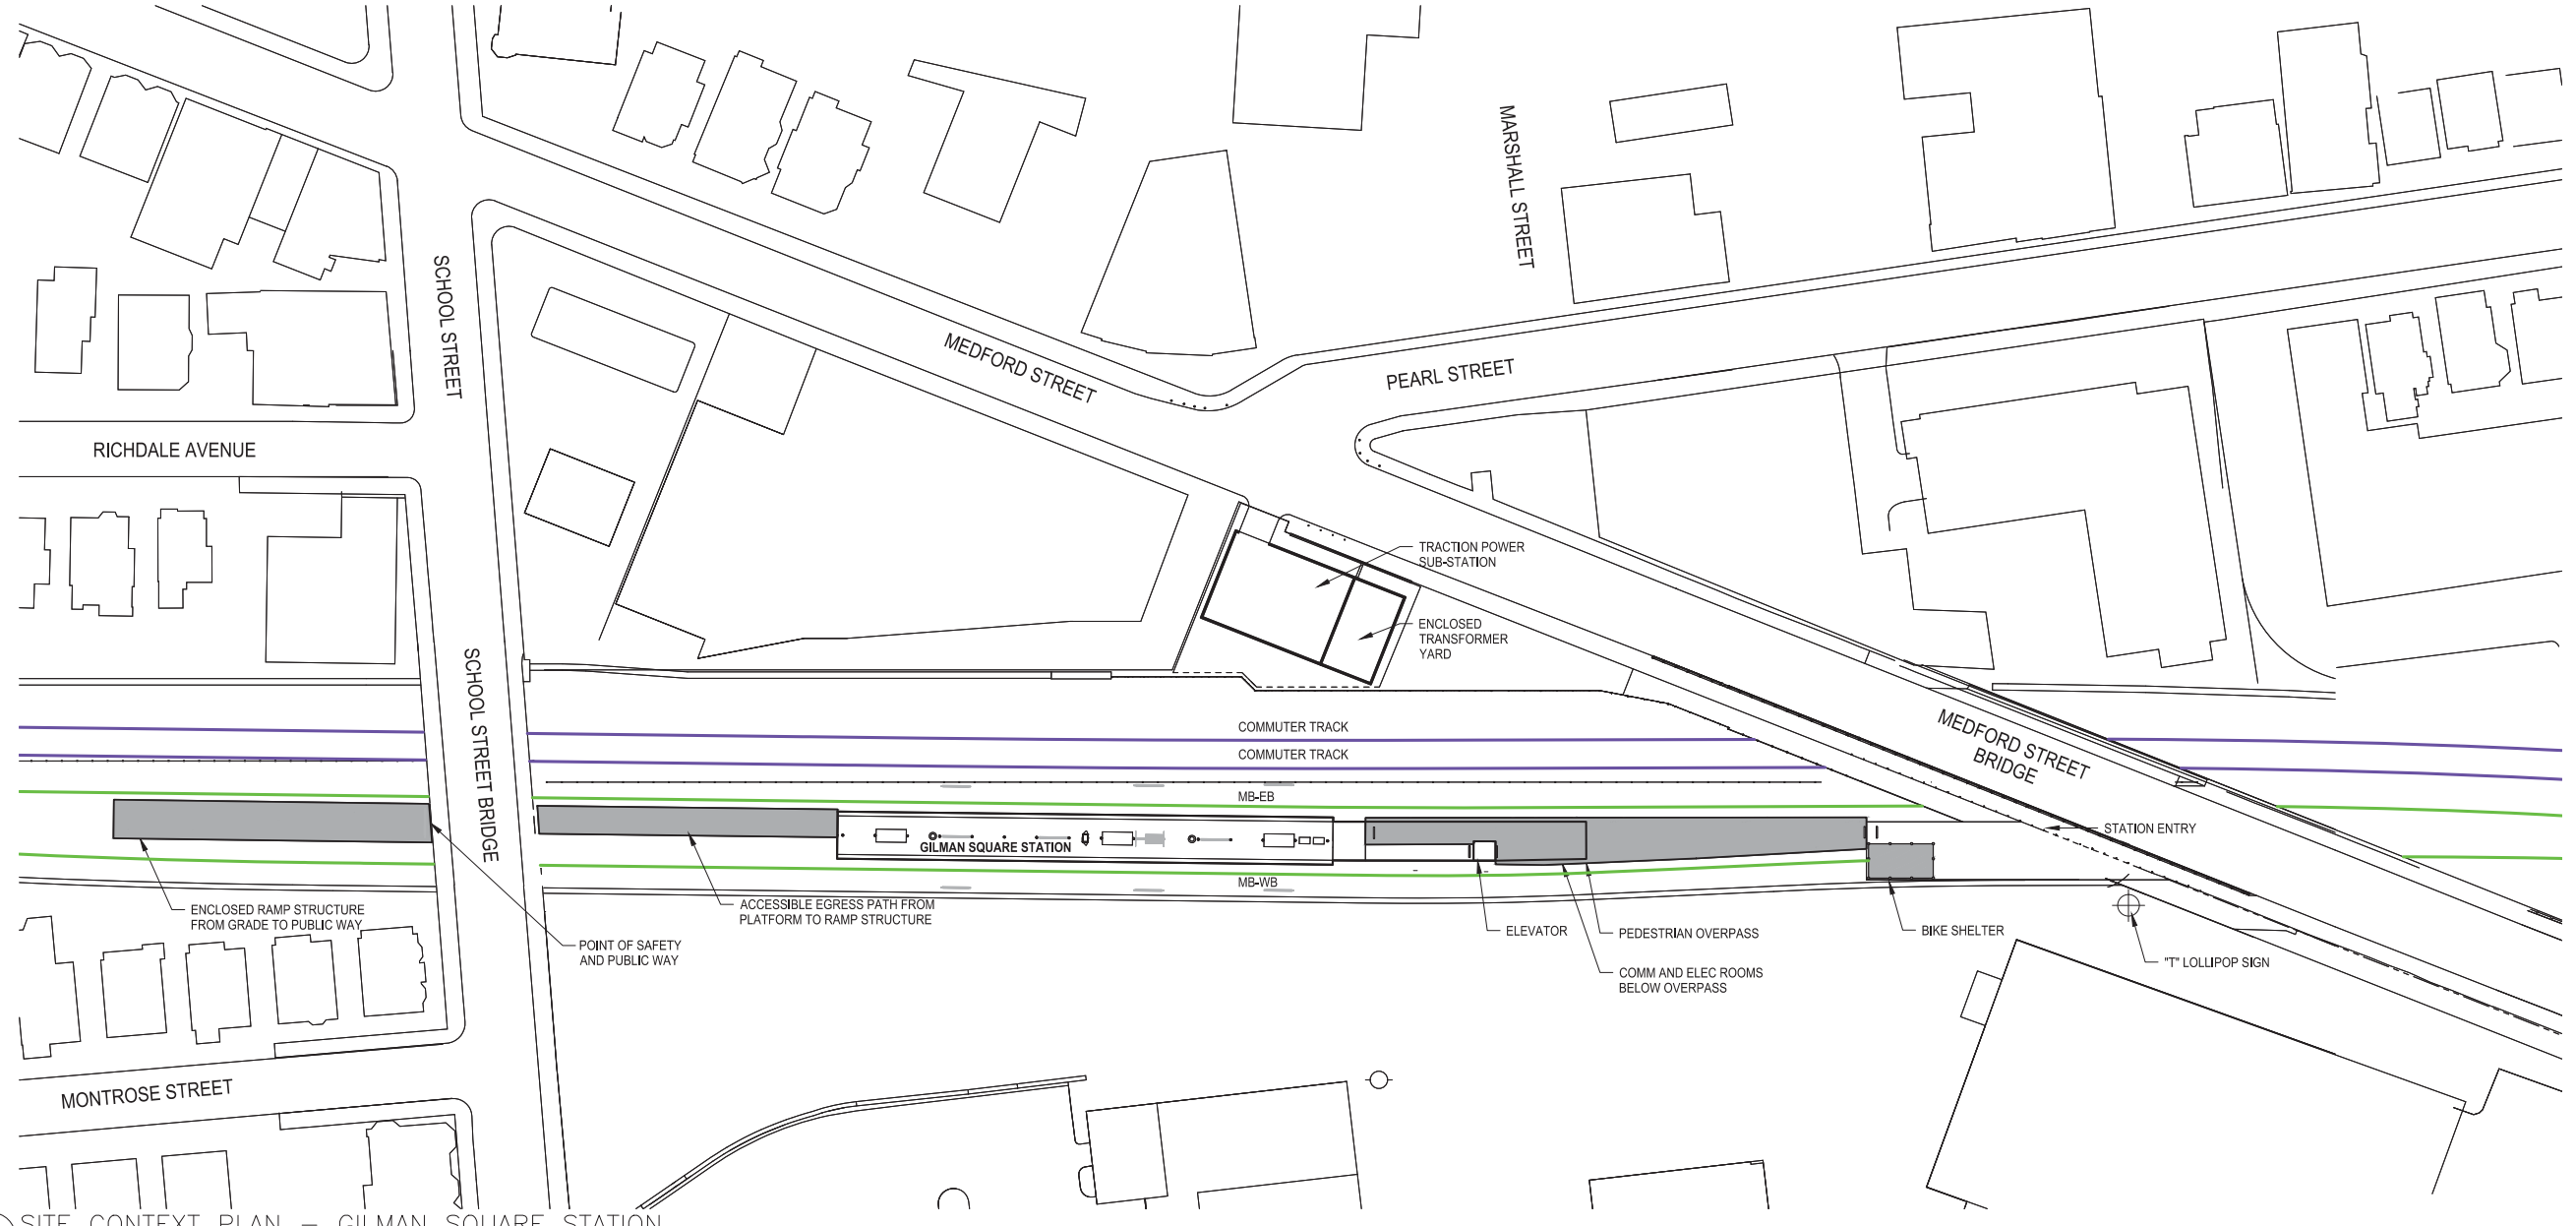 MARSHALL STREET
SCHOOL STREET
MEDFORD STREET
PEARL STREET
RICHDALE AVENUE
TRACTION POWER
SUB-STATION
ENCLOSED
TRANSFORMER
YARD
SCHOOL STREET BRIDGE
COMMUTER TRACK
COMMUTER TRACK
MEDFORD STREET
BRIDGE
MB-EB
STATION ENTRY
GILMAN SQUARE STATION
MB-WB
ENCLOSED RAMP STRUCTURE
FROM GRADE TO PUBLIC WAY
ACCESSIBLE EGRESS PATH FROM
PLATFORM TO RAMP STRUCTURE
POINT OF SAFETY
AND PUBLIC WAY
ELEVATOR
PEDESTRIAN OVERPASS
BIKE SHELTER
COMM AND ELEC ROOMS
BELOW OVERPASS
"T" LOLLIPOP SIGN
MONTROSE STREET
SITE CONTEXT PLAN - GILMAN SQUARE STATION